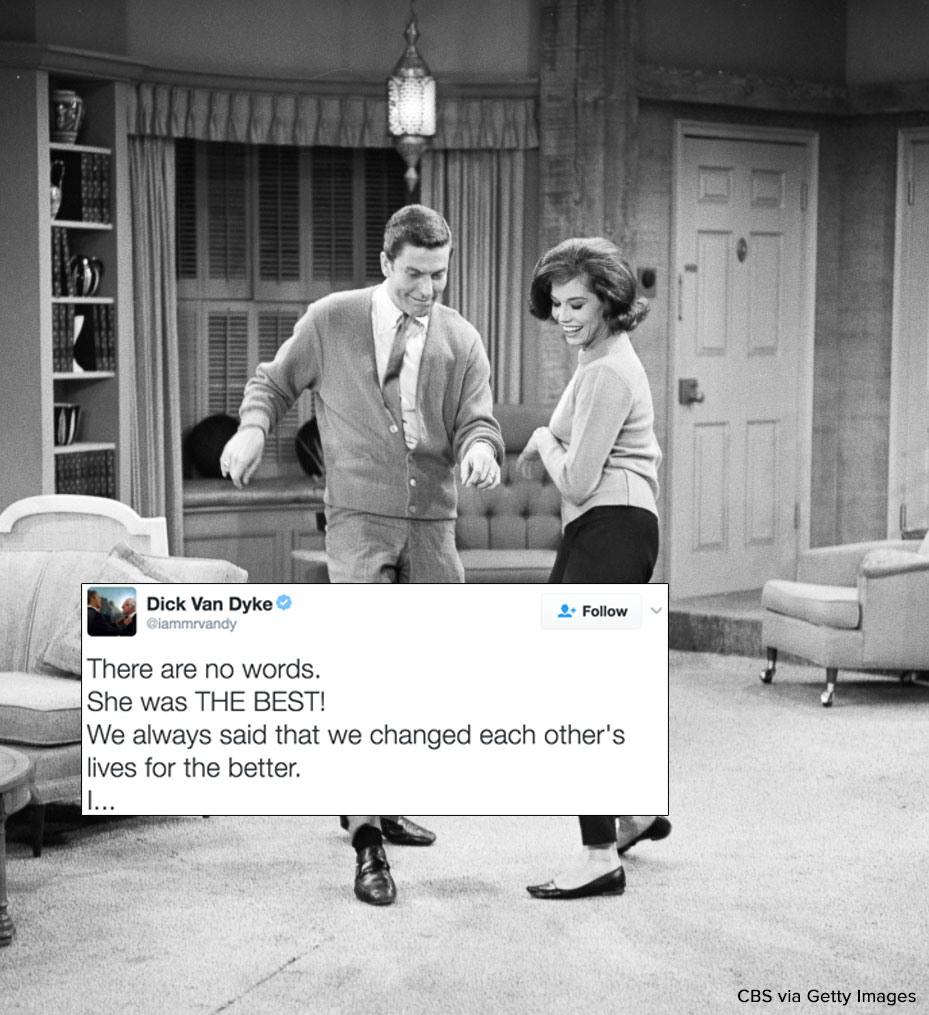 Dick Van Dyke
@iammrvandy
Follow
There are no words.
She was THE BEST!
We always said that we changed each other's
lives for the better.
I...
CBS via Getty Images